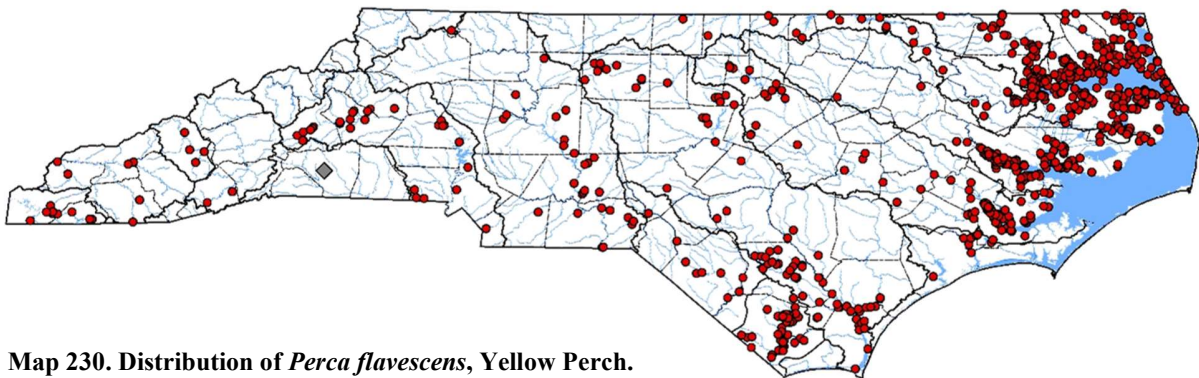 Map 230. Distribution of Perca flavescens, Yellow Perch.